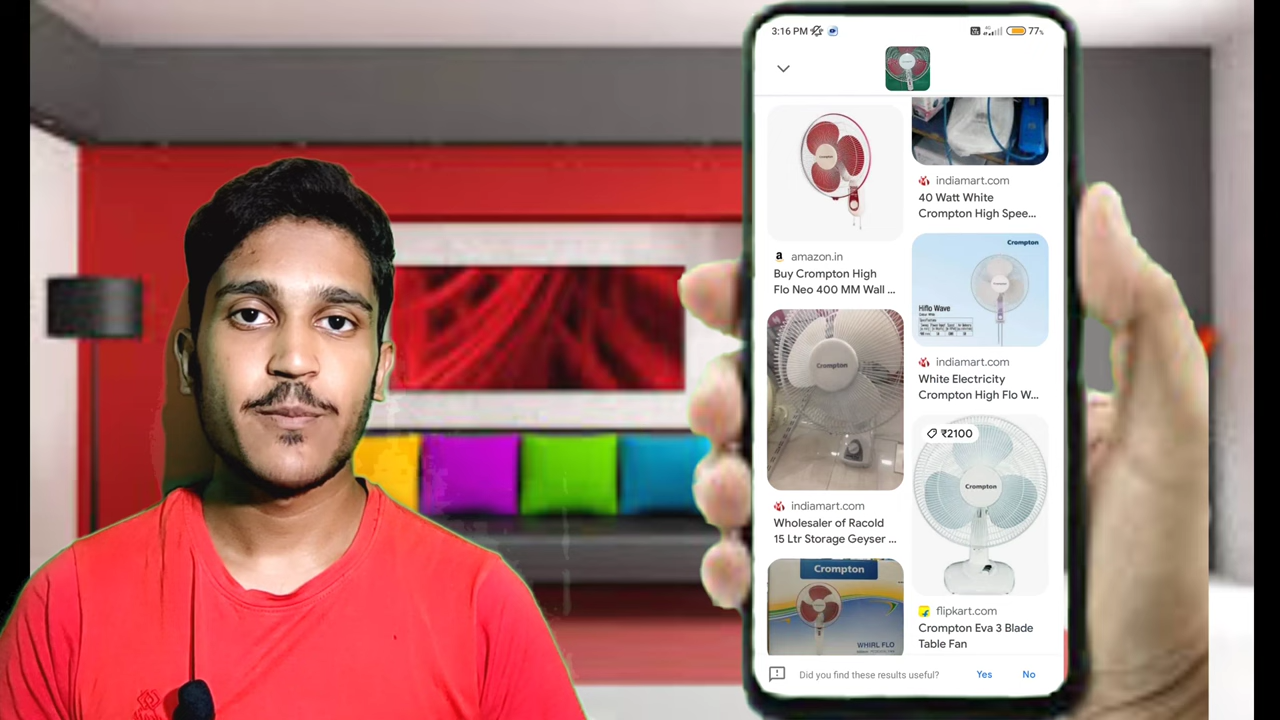 3:16 PM
4G
77%
amazon.in
Buy Crompton High
Flo Neo 400 MM Wall ...
Crompton
indiamart.com
Wholesaler of Racold
15 Ltr Storage Geyser ...
Crompton
WHIRL FLO
indiamart.com
40 Watt White
Crompton High Spee...
Crompton
Hiflo Wave
indiamart.com
White Electricity
Crompton High Flo W...
₹2100
Crompton
flipkart.com
Crompton Eva 3 Blade
Table Fan
Did you find these results useful?
Yes
No